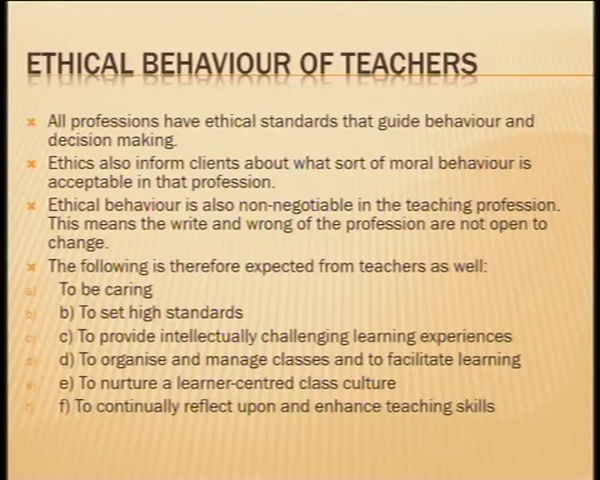 ETHICAL BEHAVIOUR OF TEACHERS
All professions have ethical standards that guide behaviour and
decision making.
Ethics also inform clients about what sort of moral behaviour is
acceptable in that profession.
Ethical behaviour is also non-negotiable in the teaching profession.
This means the write and wrong of the profession are not open to
change.
The following is therefore expected from teachers as well:
a) To be caring
b) b) To set high standards
c) c) To provide intellectually challenging learning experiences
d) d) To organise and manage classes and to facilitate learning
e) e) To nurture a learner-centred class culture
f) f) To continually reflect upon and enhance teaching skills